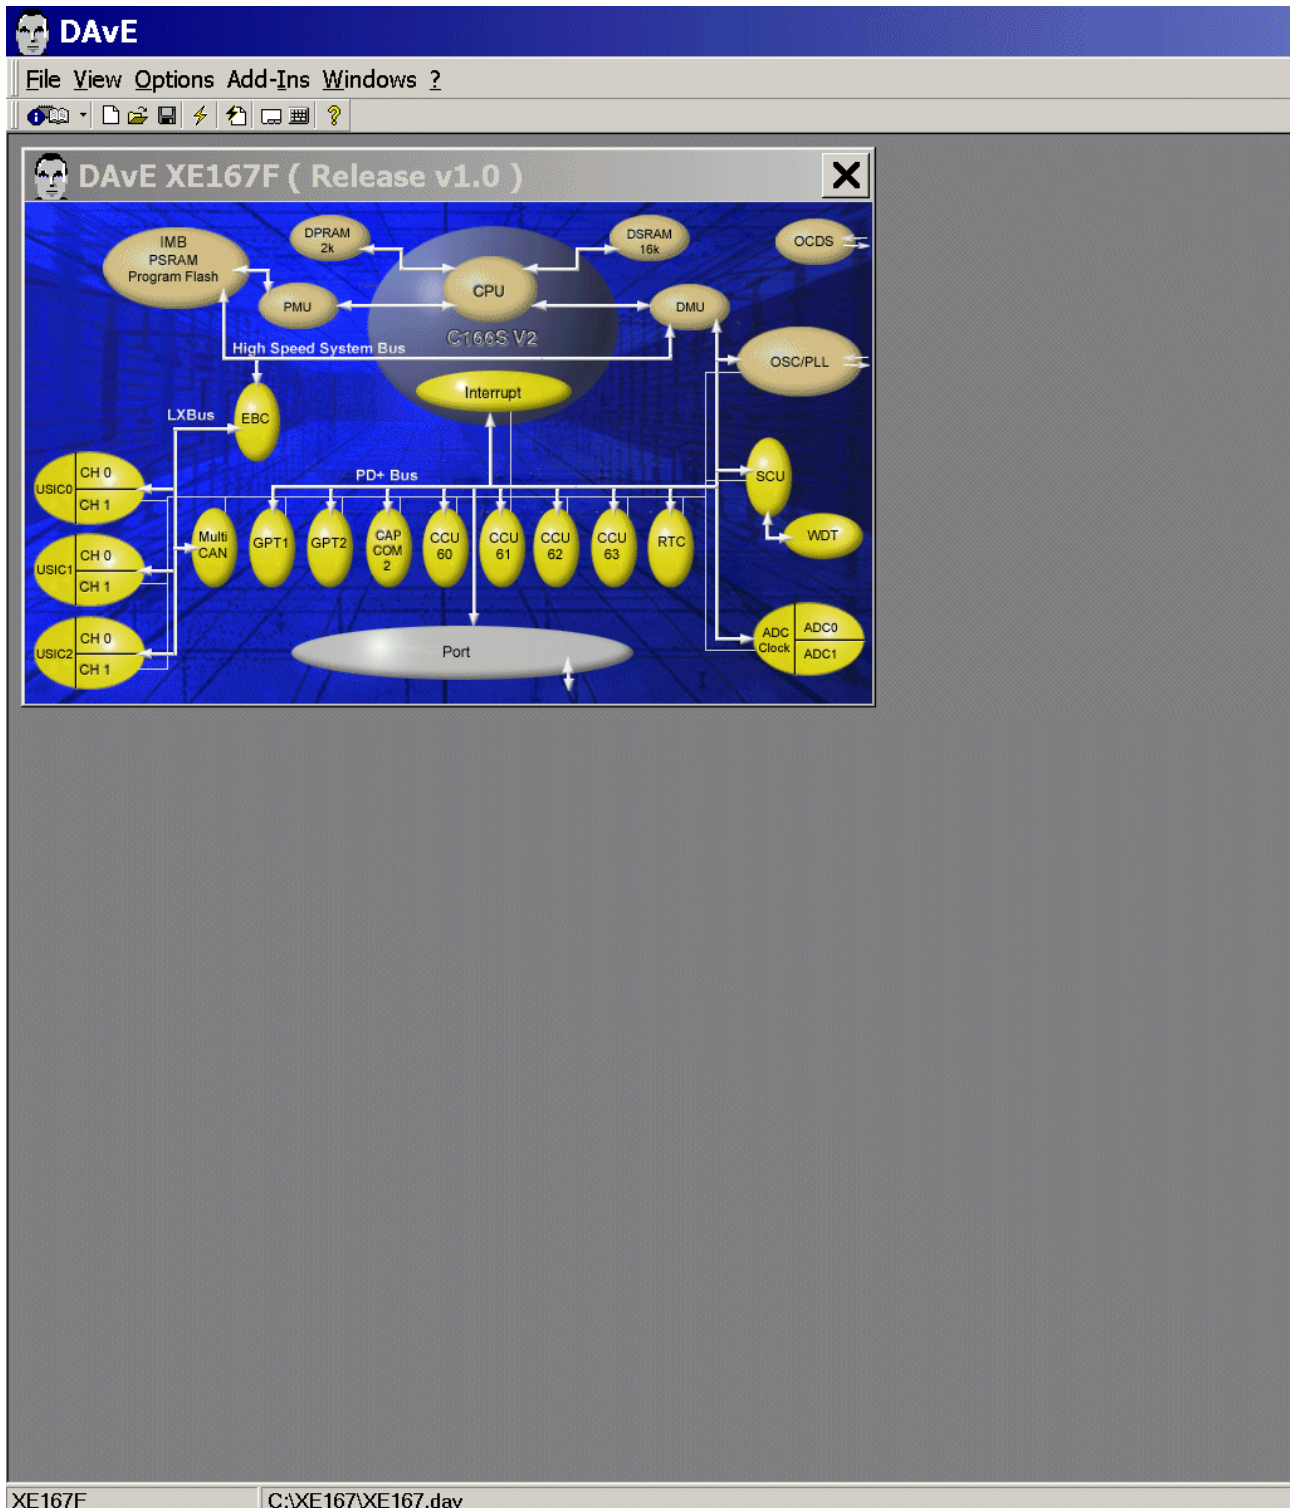 DAvE
File View Options Add-Ins Windows ?
DAvE XE167F ( Release v1.0 )
IMB
PSRAM
Program Flash
DPRAM
2k
DSRAM
16k
OCDS
CPU
PMU
DMU
C166S V2
High Speed System Bus
OSC/PLL
Interrupt
LXBus
EBC
PD+ Bus
SCU
USIC0
CH 0
CH 1
Multi
CAN
GPT1
GPT2
CAP
COM
2
CCU
60
CCU
61
CCU
62
CCU
63
RTC
WDT
USIC1
CH 0
CH 1
USIC2
CH 0
CH 1
Port
ADC
Clock
ADC0
ADC1
XE167F
C:\XE167\XE167.dav